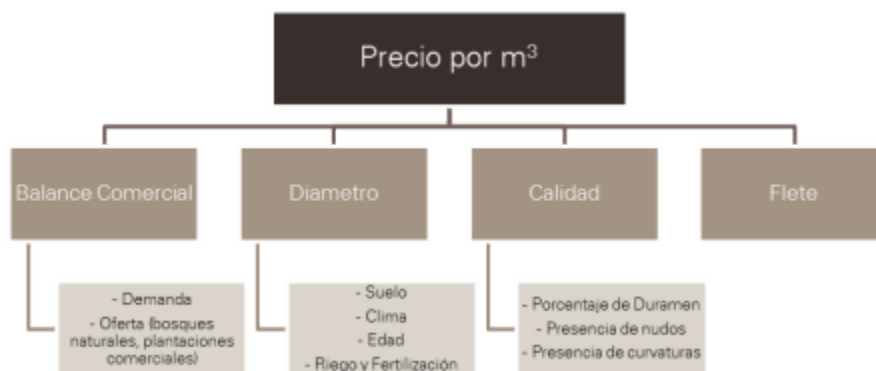 Precio por m³
Balance Comercial
Diametro
Calidad
Flete
- Demanda
- Oferta (bosques
naturales, plantaciones
comerciales)
- Suelo
- Clima
- Edad
- Riego y Fertilización
- Porcentaje de Duramen
- Presencia de nudos
- Presencia de curvaturas